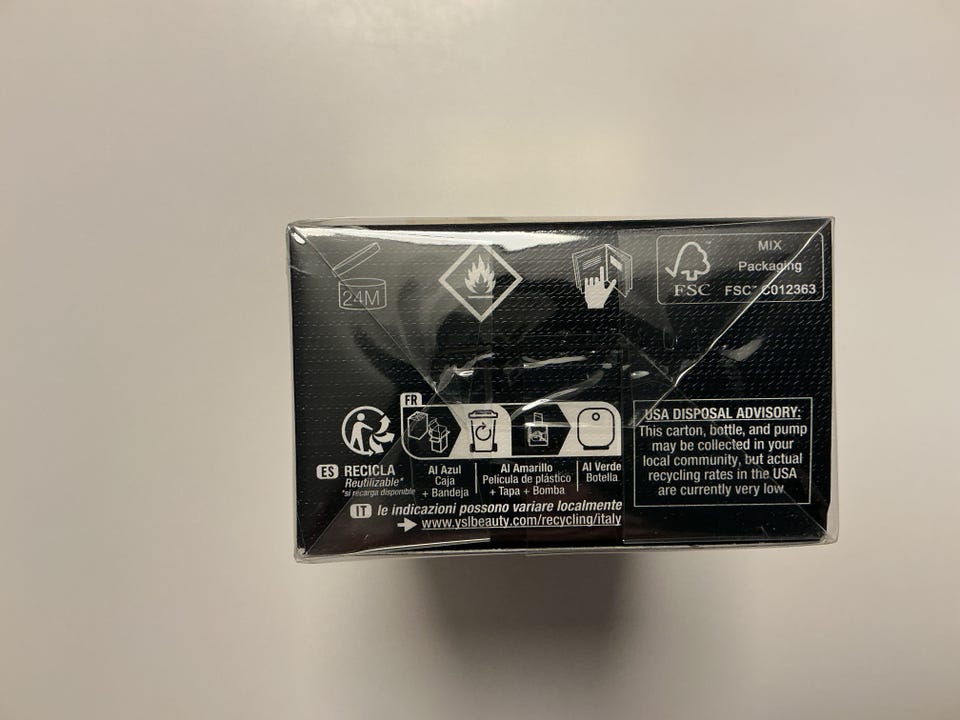 24M
FSC™
MIX
Packaging
FSC™ C012363
FR
ES RECICLA
Reutilizable*
*si recarga disponible
Al Azul
Caja
+ Bandeja
Al Amarillo
Película de plástico
+ Tapa + Bomba
Al Verde
Botella
IT le indicazioni possono variare localmente
www.yslbeauty.com/recycling/italy
USA DISPOSAL ADVISORY:
This carton, bottle, and pump
may be collected in your
local community, but actual
recycling rates in the USA
are currently very low